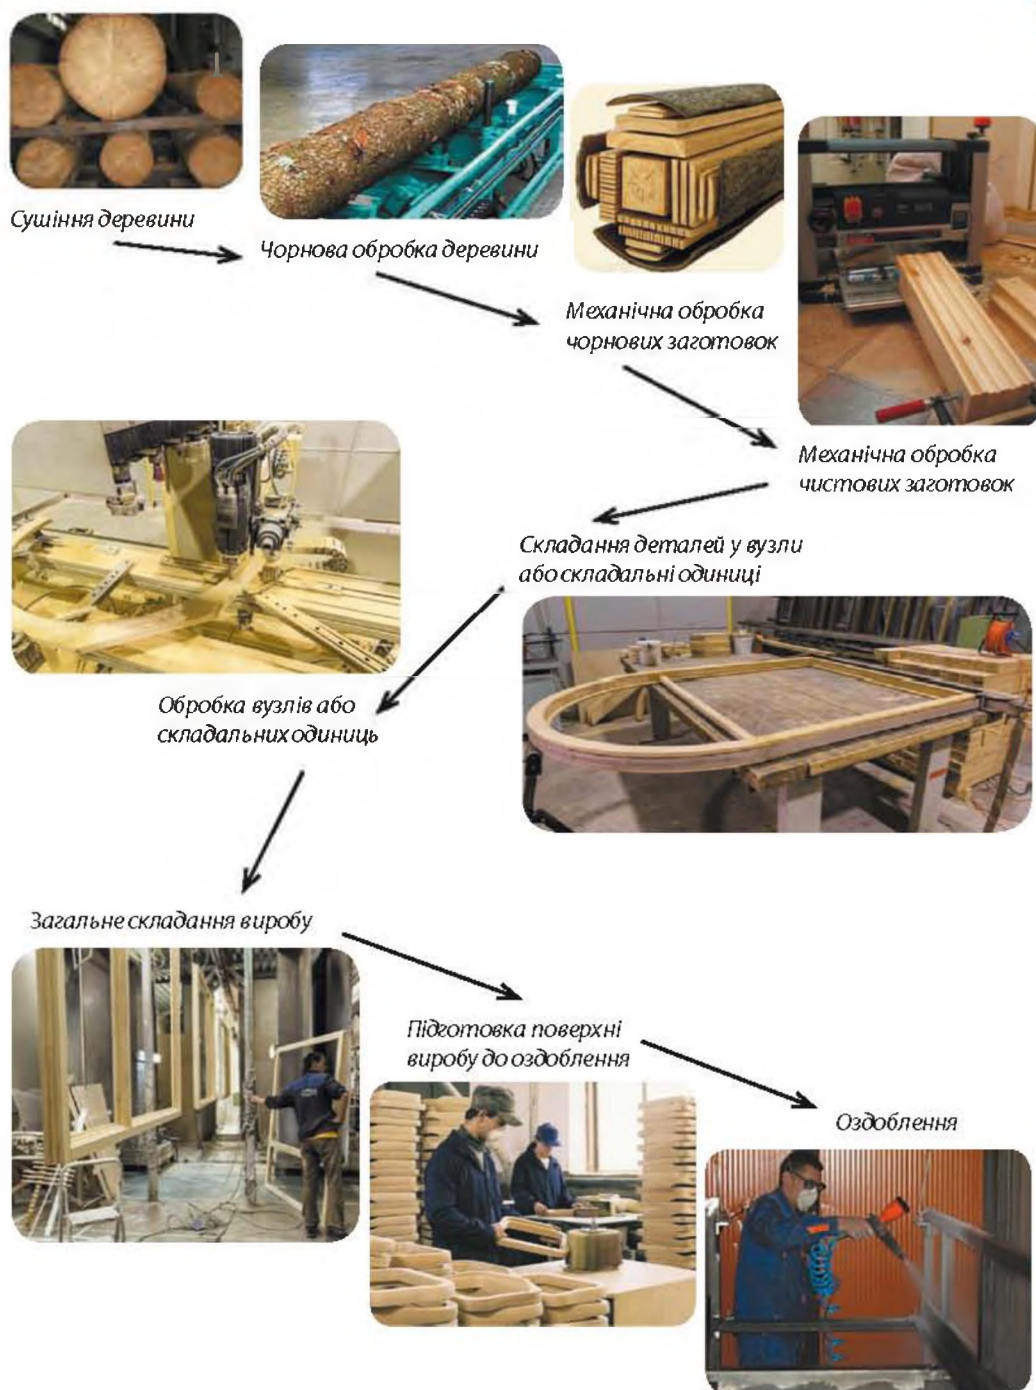 Сушіння деревини
Чорнова обробка деревини
Механічна обробка
чорнових заготовок
Механічна обробка
чистових заготовок
Складання деталей у вузли
або складальні одиниці
Обробка вузлів або
складальних одиниць
Загальне складання виробу
Підготовка поверхні
виробу до оздоблення
Оздоблення